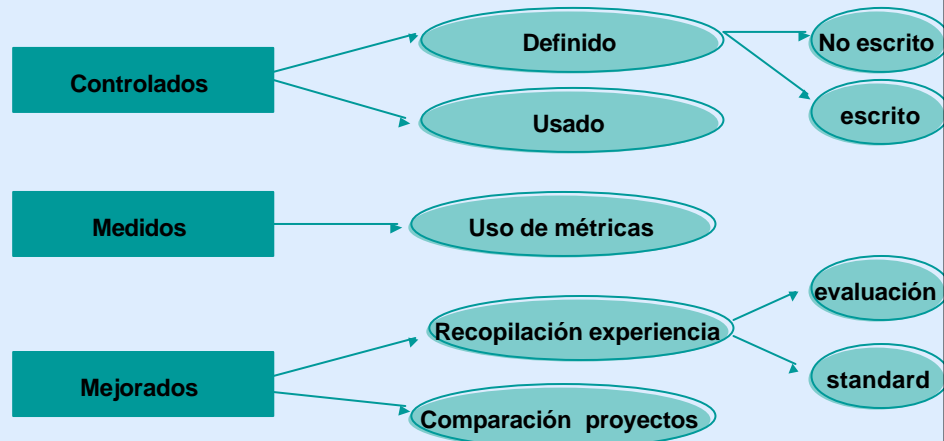 Controlados
Definido
No escrito
escrito
Usado
Medidos
Uso de métricas
Mejorados
Recopilación experiencia
evaluación
standard
Comparación proyectos